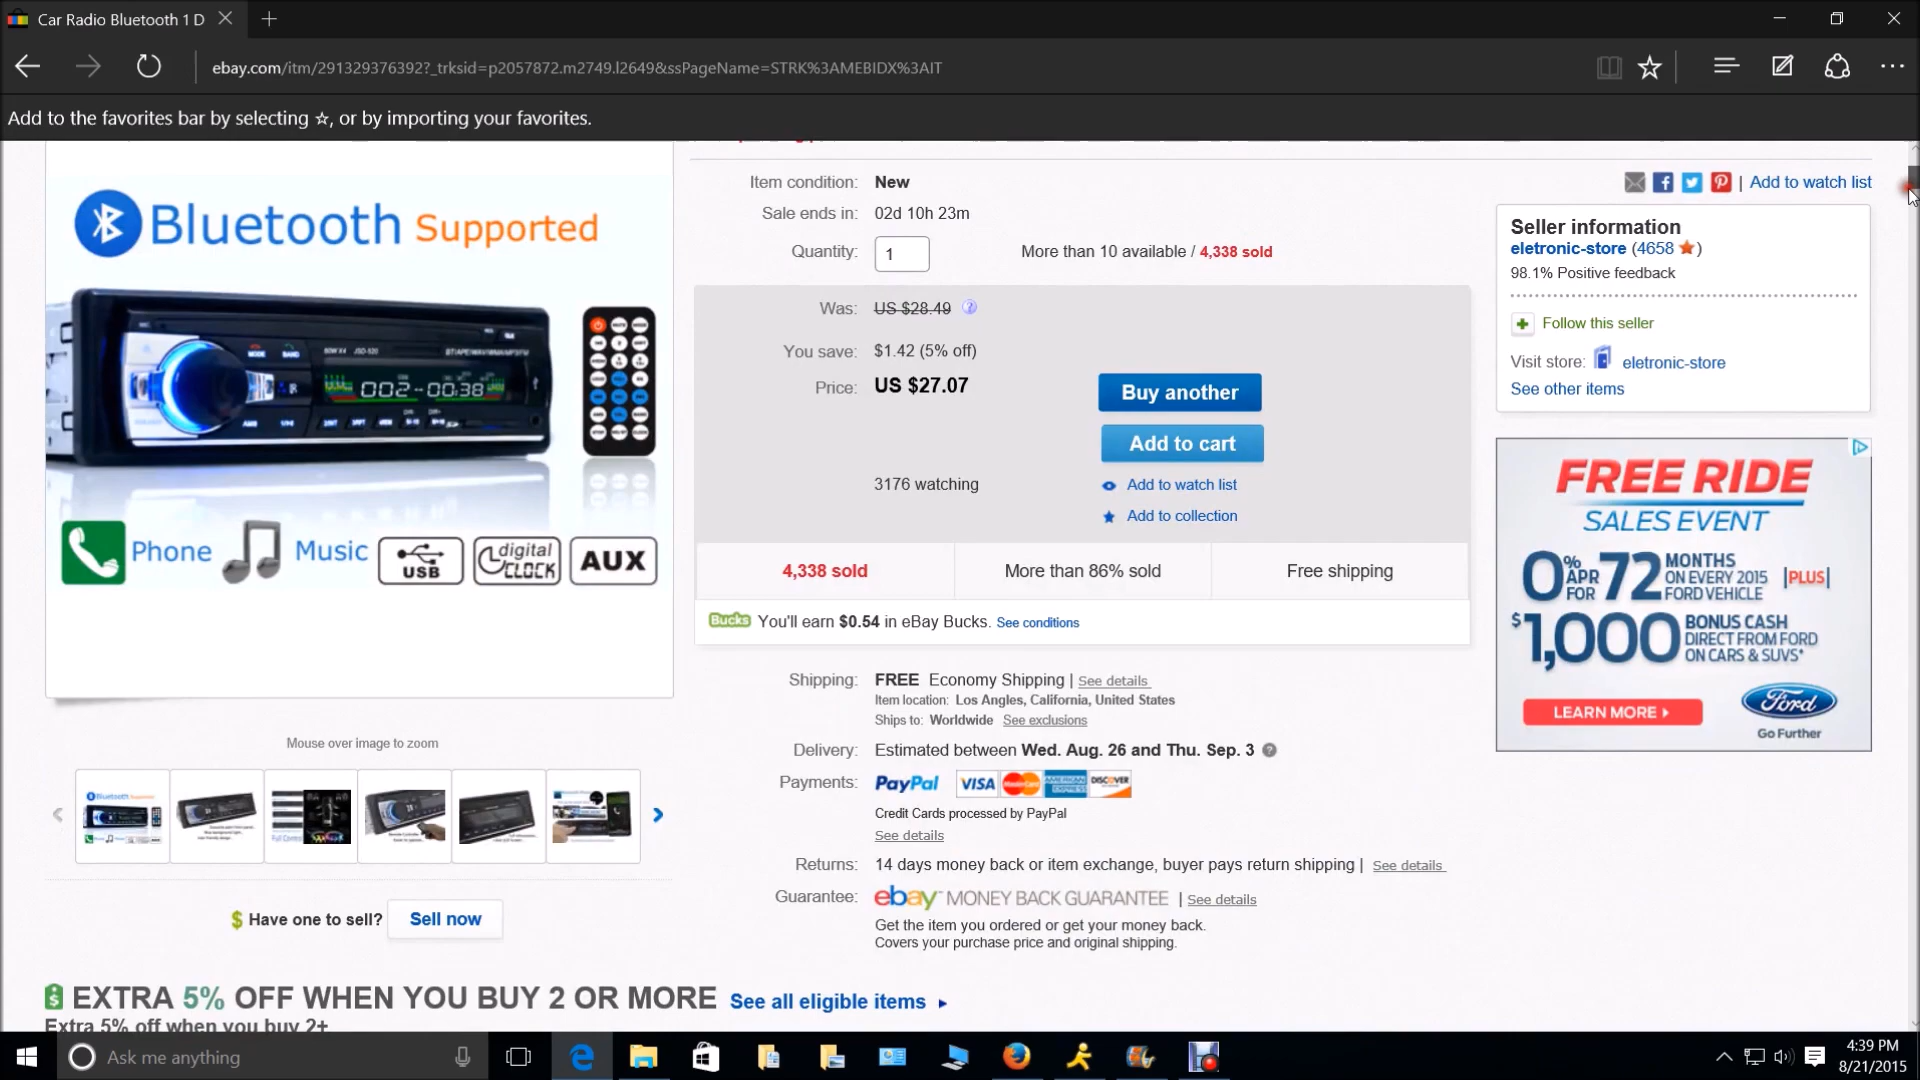 Car Radio Bluetooth 1 D
ebay.com/itm/291329376392?_trksid=p2057872.m2749.l2649&ssPageName=STRK%3AMEBIDX%3AIT
Add to the favorites bar by selecting ☆, or by importing your favorites.
Bluetooth Supported
002-00:38
Phone
Music
USB
digital CLOCK
AUX
Mouse over image to zoom
$ Have one to sell? Sell now
Item condition: New
Sale ends in: 02d 10h 23m
Quantity: 1 More than 10 available / 4,338 sold
Was: US $28.49
You save: $1.42 (5% off)
Price: US $27.07
Buy another
Add to cart
3176 watching
Add to watch list
Add to collection
4,338 sold More than 86% sold Free shipping
Bucks You'll earn $0.54 in eBay Bucks. See conditions
Shipping: FREE Economy Shipping | See details
Item location: Los Angles, California, United States
Ships to: Worldwide See exclusions
Delivery: Estimated between Wed. Aug. 26 and Thu. Sep. 3
Payments: PayPal VISA MasterCard AMERICAN EXPRESS DISCOVER
Credit Cards processed by PayPal
See details
Returns: 14 days money back or item exchange, buyer pays return shipping | See details
Guarantee: ebay MONEY BACK GUARANTEE | See details
Get the item you ordered or get your money back.
Covers your purchase price and original shipping.
| Add to watch list
Seller information
eletronic-store (4658 ★)
98.1% Positive feedback
Follow this seller
Visit store: eletronic-store
See other items
FREE RIDE
SALES EVENT
0% APR FOR 72 MONTHS ON EVERY 2015 FORD VEHICLE |PLUS|
$1,000 BONUS CASH DIRECT FROM FORD ON CARS & SUVS*
LEARN MORE
Ford
Go Further
EXTRA 5% OFF WHEN YOU BUY 2 OR MORE See all eligible items
Extra 5% off when you buy 2+
Ask me anything
4:39 PM
8/21/2015